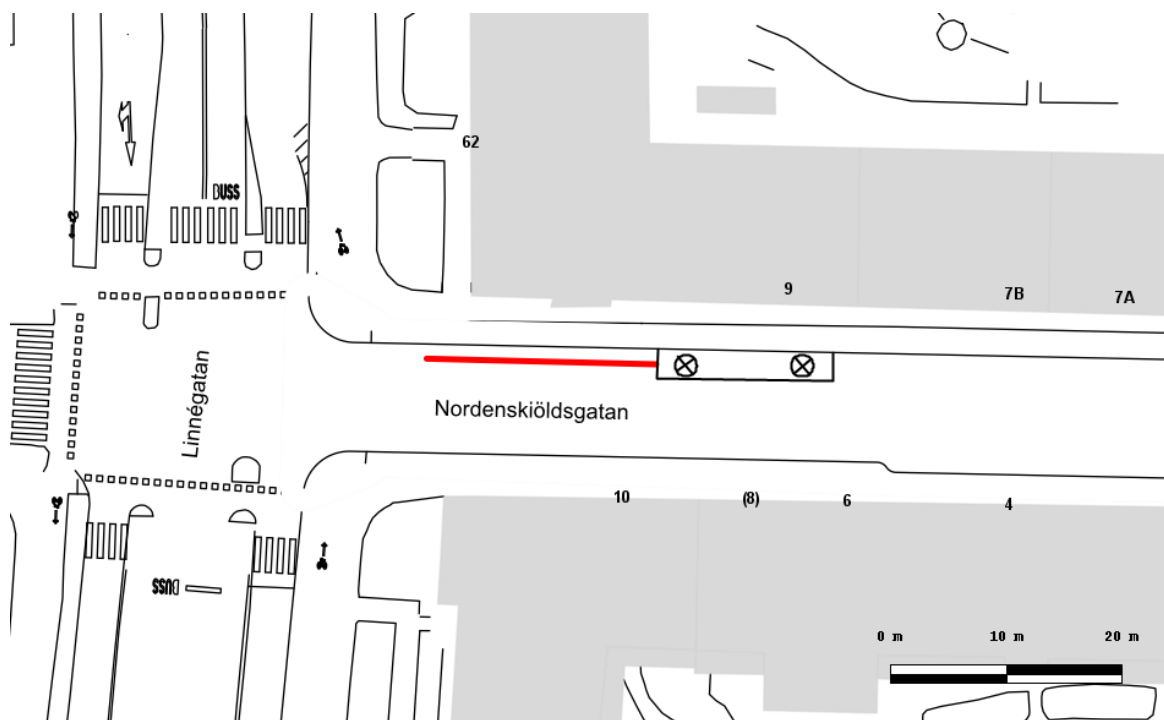 62
BUSS
9
7B
7A
Linnégatan
Nordenskiöldsgatan
10
(8)
6
4
BUSS
0 m
10 m
20 m